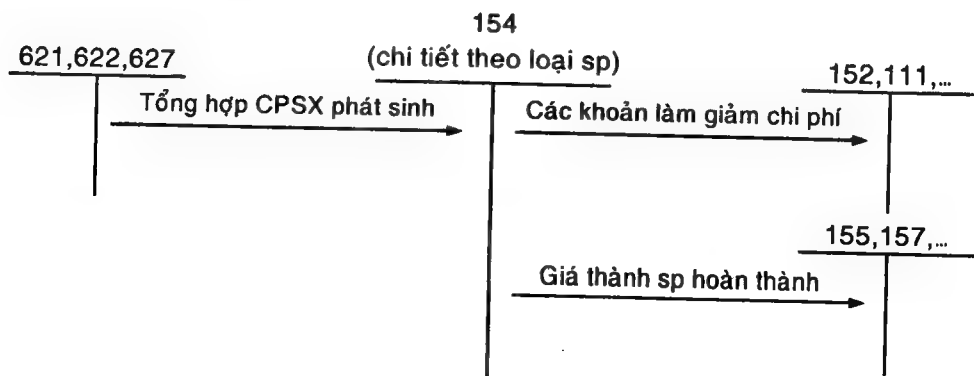 154
(chi tiết theo loại sp)
621,622,627
152,111,...
Tổng hợp CPSX phát sinh
Các khoản làm giảm chi phí
155,157,...
Giá thành sp hoàn thành